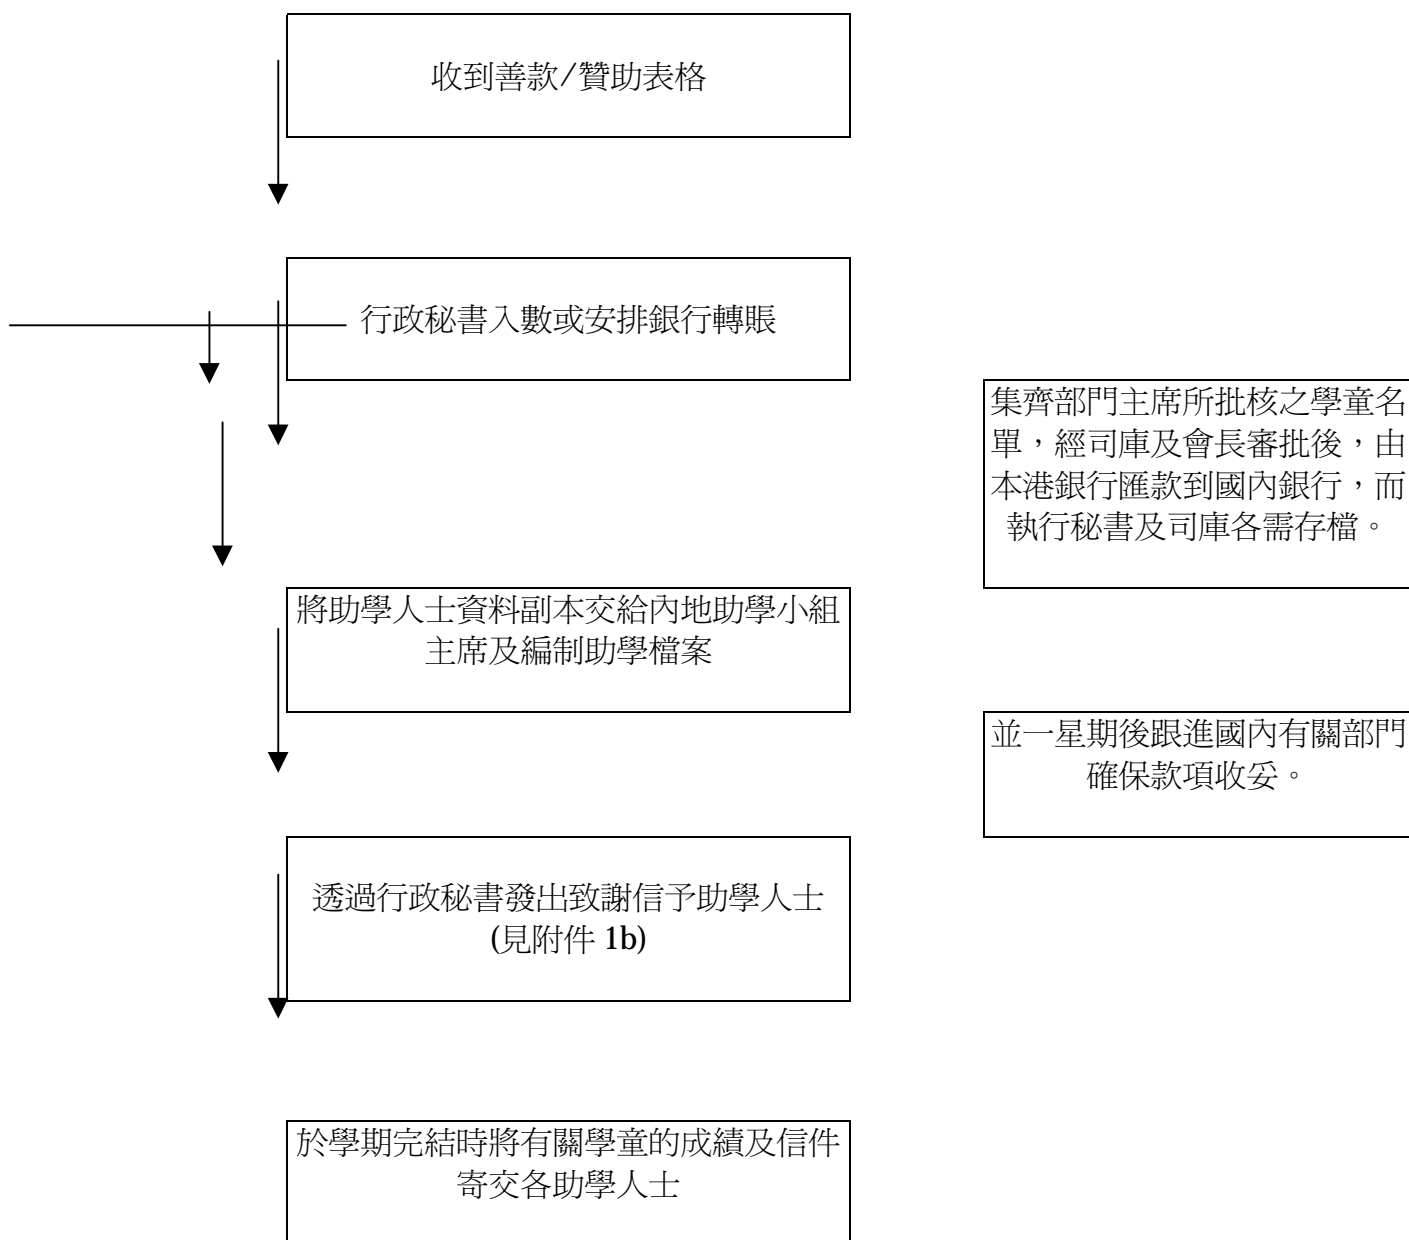 收到善款/贊助表格
行政秘書入數或安排銀行轉賬
集齊部門主席所批核之學童名
單，經司庫及會長審批後，由
本港銀行匯款到國內銀行，而
執行秘書及司庫各需存檔。
將助學人士資料副本交給內地助學小組
主席及編制助學檔案
並一星期後跟進國內有關部門
確保款項收妥。
透過行政秘書發出致謝信予助學人士
(見附件 1b)
於學期完結時將有關學童的成績及信件
寄交各助學人士